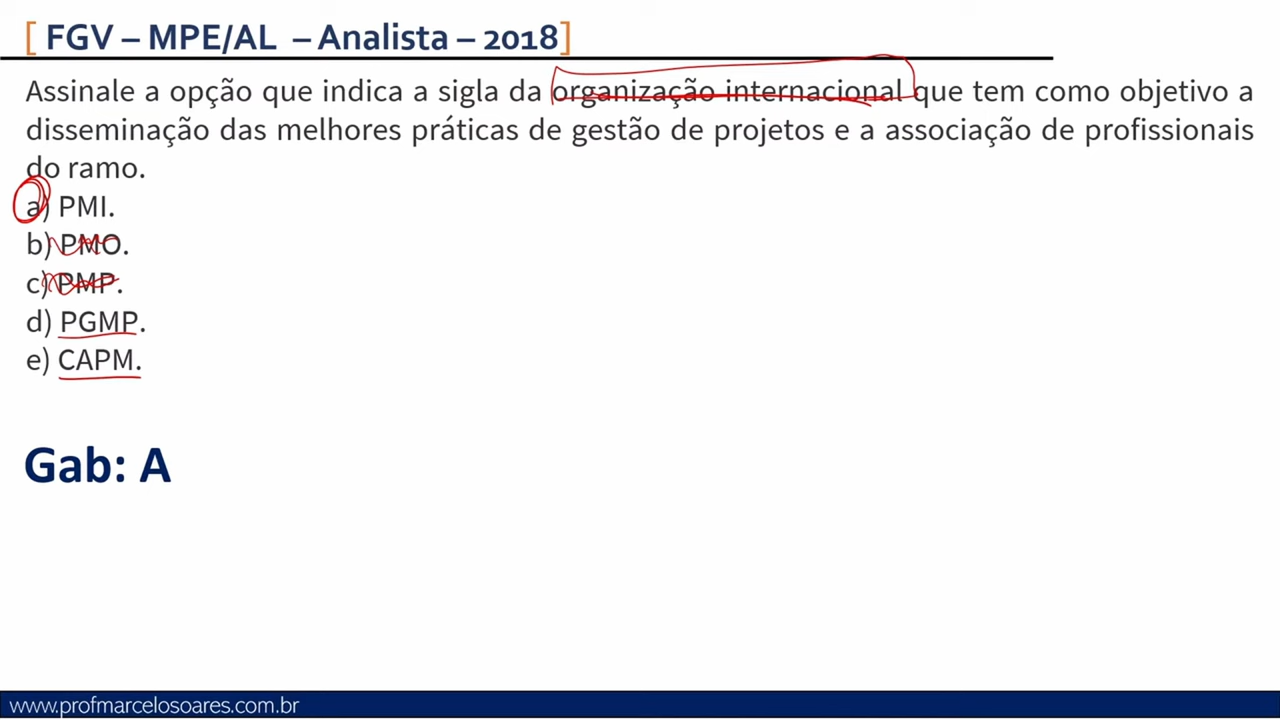 [ FGV – MPE/AL – Analista – 2018]
Assinale a opção que indica a sigla da organização internacional que tem como objetivo a
disseminação das melhores práticas de gestão de projetos e a associação de profissionais
do ramo.
a) PMI.
b) PMO.
c) PMP.
d) PGMP.
e) CAPM.
Gab: A
www.profmarcelosoares.com.br